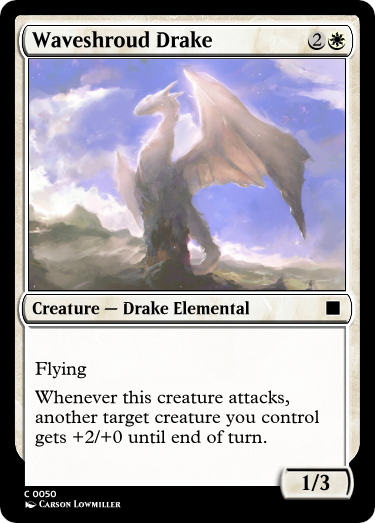 Waveshroud Drake 2
Creature — Drake Elemental
Flying
Whenever this creature attacks,
another target creature you control
gets +2/+0 until end of turn.
1/3
C 0050
Carson Lowmiller